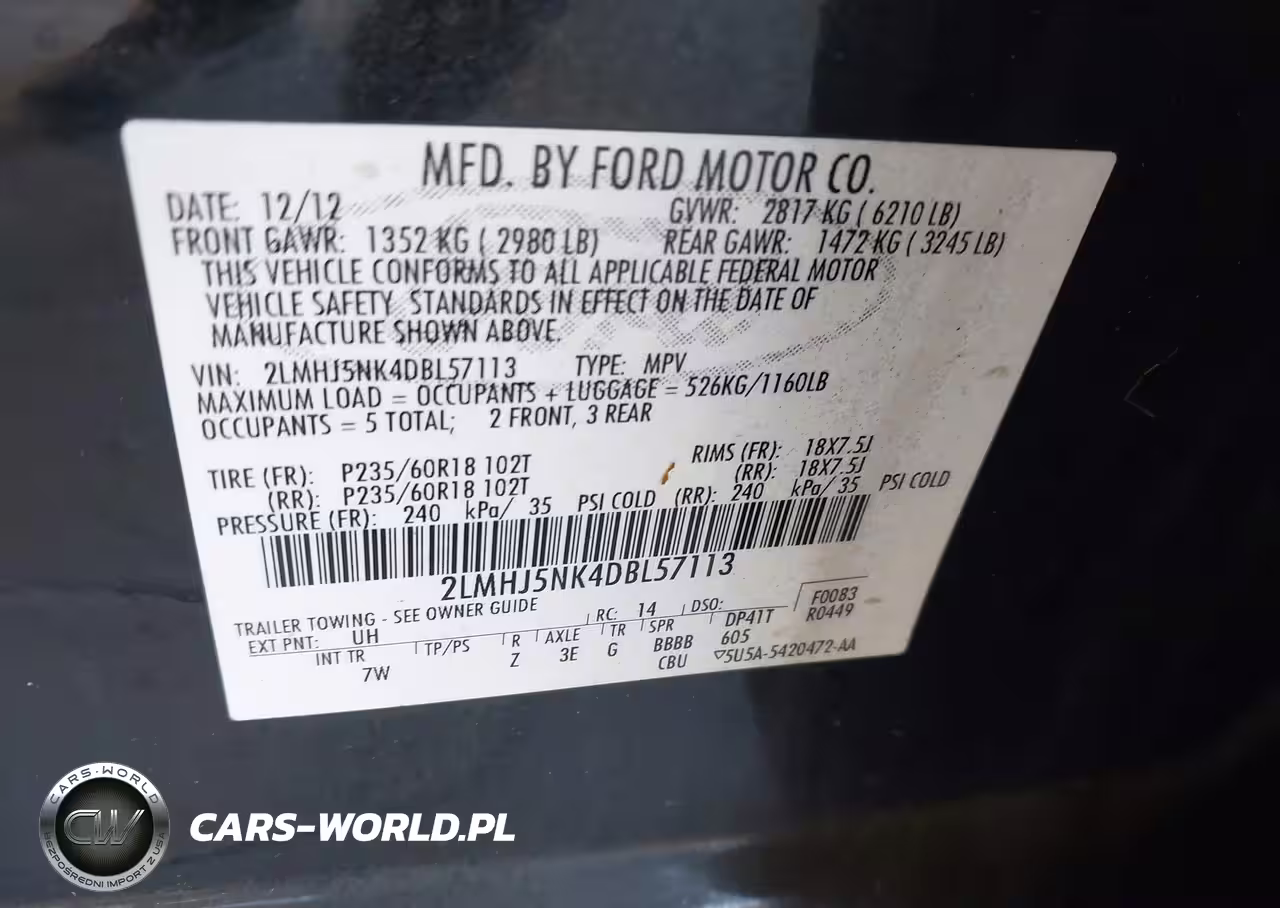 MFD. BY FORD MOTOR CO.
DATE: 12/12 GVWR: 2817 KG ( 6210 LB)
FRONT GAWR: 1352 KG ( 2980 LB) REAR GAWR: 1472 KG ( 3245 LB)
THIS VEHICLE CONFORMS TO ALL APPLICABLE FEDERAL MOTOR
VEHICLE SAFETY STANDARDS IN EFFECT ON THE DATE OF
MANUFACTURE SHOWN ABOVE.
VIN: 2LMHJ5NK4DBL57113 TYPE: MPV
MAXIMUM LOAD = OCCUPANTS + LUGGAGE = 526KG/1160LB
OCCUPANTS = 5 TOTAL; 2 FRONT, 3 REAR
TIRE (FR): P235/60R18 102T RIMS (FR): 18X7.5J
(RR): P235/60R18 102T (RR): 18X7.5J
PRESSURE (FR): 240 kPa/ 35 PSI COLD (RR): 240 kPa/ 35 PSI COLD
2LMHJ5NK4DBL57113
TRAILER TOWING - SEE OWNER GUIDE
F0083
R0449
EXT PNT: UH RC: 14 DSO:
INT TR TP/PS R AXLE TR SPR DP41T
7W Z 3E G BBBB 605
CBU ▽5U5A-5420472-AA
CARS-WORLD
CW
BEZPOŚREDNI IMPORT Z USA
CARS-WORLD.PL